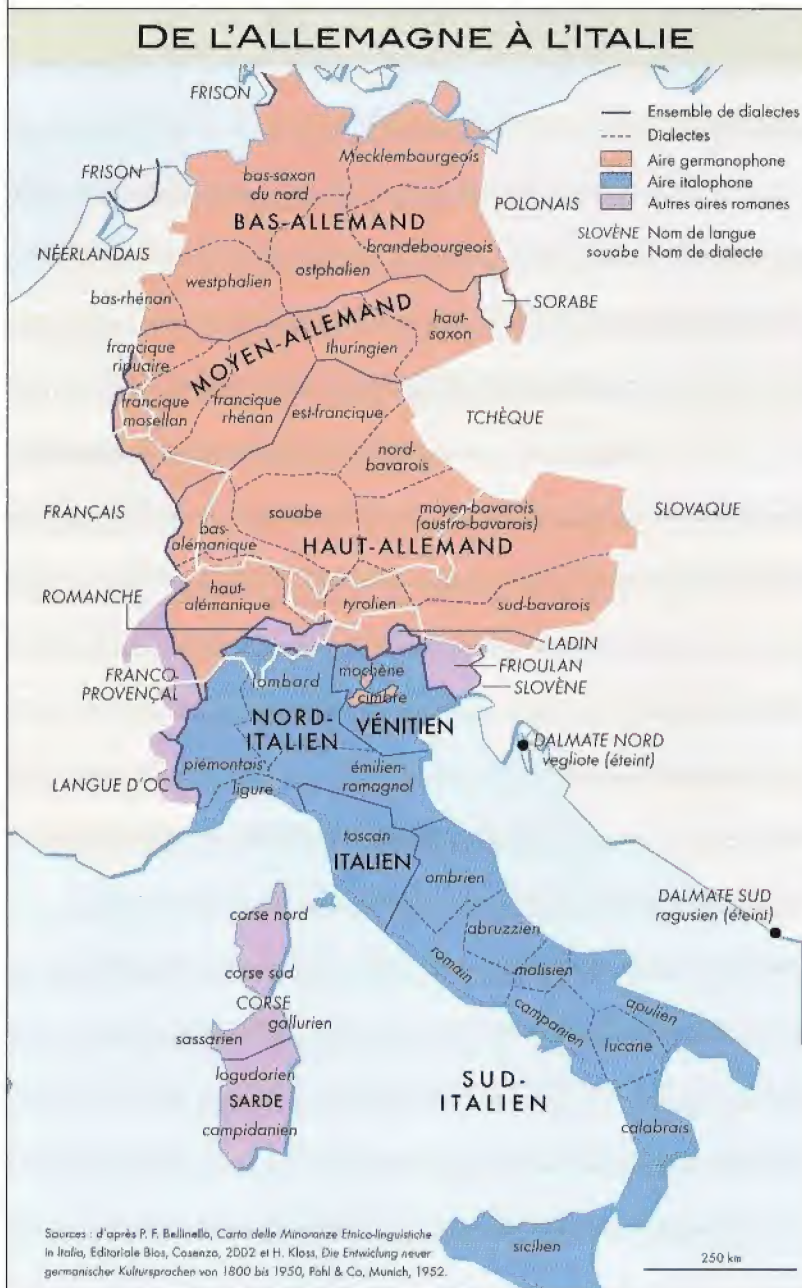 DE L'ALLEMAGNE À L'ITALIE
Ensemble de dialectes
Dialectes
Aire germanophone
Aire italophone
Autres aires romanes
SLOVÈNE Nom de langue
souabe Nom de dialecte
FRISON
FRISON
NÉERLANDAIS
POLONAIS
SORABE
TCHÈQUE
SLOVAQUE
FRANÇAIS
ROMANCHE
FRANCO-
PROVENÇAL
LANGUE D'OC
LADIN
FRIOULAN
SLOVÈNE
DALMATE NORD
vegliote (éteint)
DALMATE SUD
ragusien (éteint)
bas-saxon
du nord
Mecklembourgeois
BAS-ALLEMAND
brandebourgeois
westphalien
ostphalien
bas-rhénan
MOYEN-ALLEMAND
haut-
saxon
thuringien
francique
ripuaire
francique
mosellan
francique
rhénan
est-francique
nord-
bavarois
souabe
moyen-bavarois
(austro-bavarois)
bas-
alémanique
HAUT-ALLEMAND
haut-
alémanique
tyrolien
sud-bavarois
lombard
mochène
cimbre
NORD-
ITALIEN
VÉNITIEN
piémontais
ligure
émilien-
romagnol
toscan
ITALIEN
ombrien
abruzzien
romain
molisien
campanien
apulien
lucane
SUD-
ITALIEN
calabrais
sicilien
corse nord
corse sud
CORSE
gallurien
sassarien
logudorien
SARDE
campidanien
Sources : d'après P. F. Bellinello, Carta delle Minoranze Etnico-linguistiche
in Italia, Editoriale Bios, Cosenza, 2002 et H. Kloss, Die Entwiclung neuer
germanischer Kultursprachen von 1800 bis 1950, Pohl & Co, Munich, 1952.
250 km